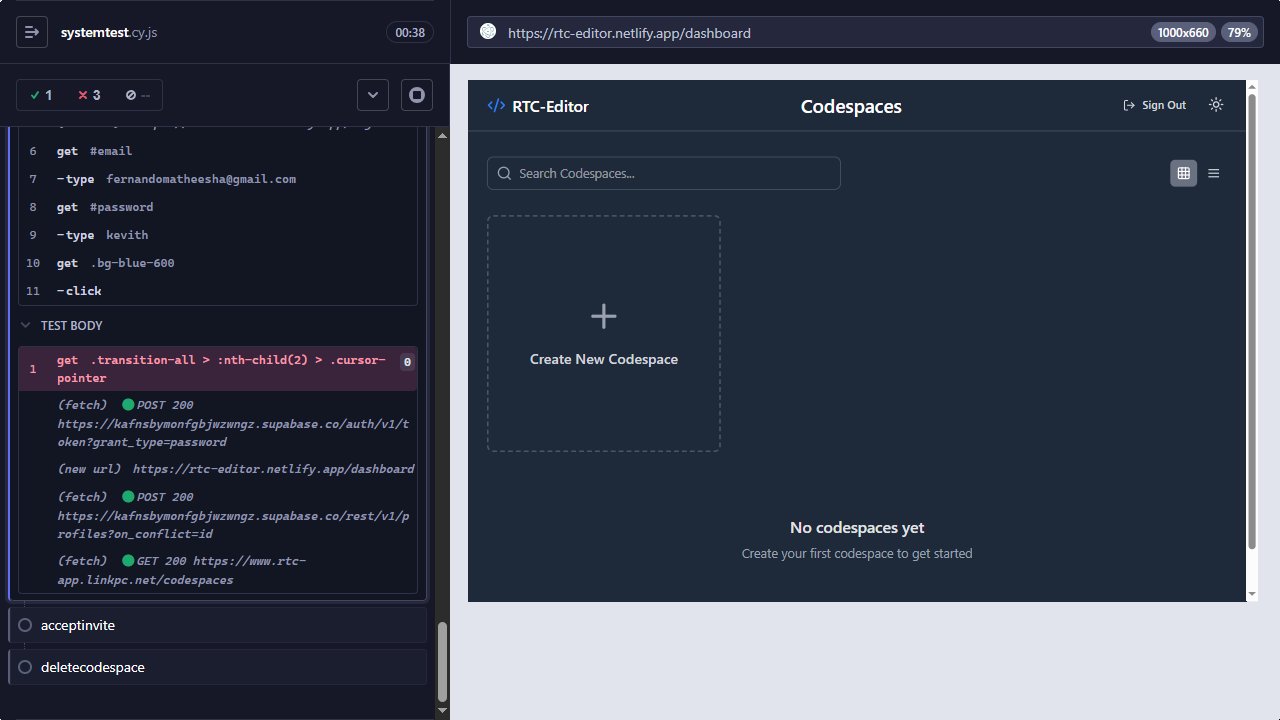 systemtest.cy.js
00:38
1
3
--
6 get #email
7 -type fernandomatheesha@gmail.com
8 get #password
9 -type kevith
10 get .bg-blue-600
11 -click
TEST BODY
1 get .transition-all > :nth-child(2) > .cursor-
pointer
0
(fetch) POST 200
https://kafnsbymonfgbjwzwngz.supabase.co/auth/v1/t
oken?grant_type=password
(new url) https://rtc-editor.netlify.app/dashboard
(fetch) POST 200
https://kafnsbymonfgbjwzwngz.supabase.co/rest/v1/p
rofiles?on_conflict=id
(fetch) GET 200 https://www.rtc-
app.linkpc.net/codespaces
acceptinvite
deletecodespace
https://rtc-editor.netlify.app/dashboard
1000x660
79%
</> RTC-Editor
Codespaces
Sign Out
Search Codespaces...
Create New Codespace
No codespaces yet
Create your first codespace to get started